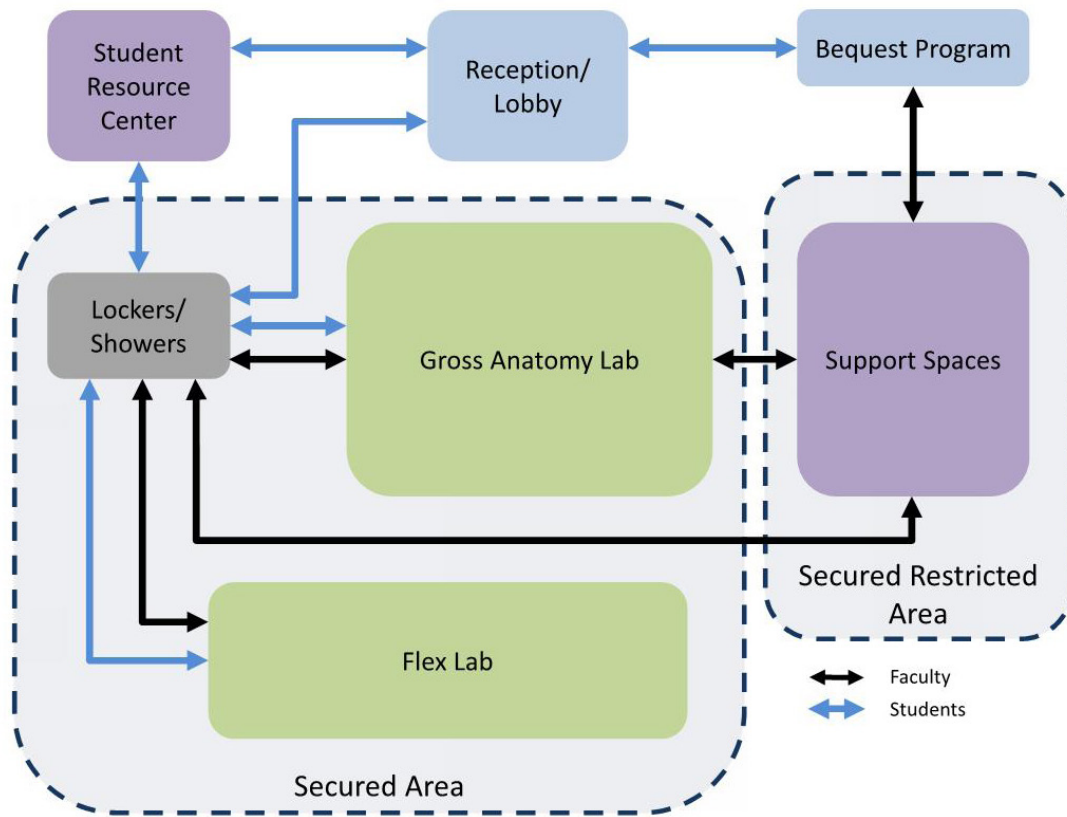 Student
Resource
Center
Reception/
Lobby
Bequest Program
Lockers/
Showers
Gross Anatomy Lab
Support Spaces
Secured Restricted
Area
Flex Lab
Faculty
Students
Secured Area